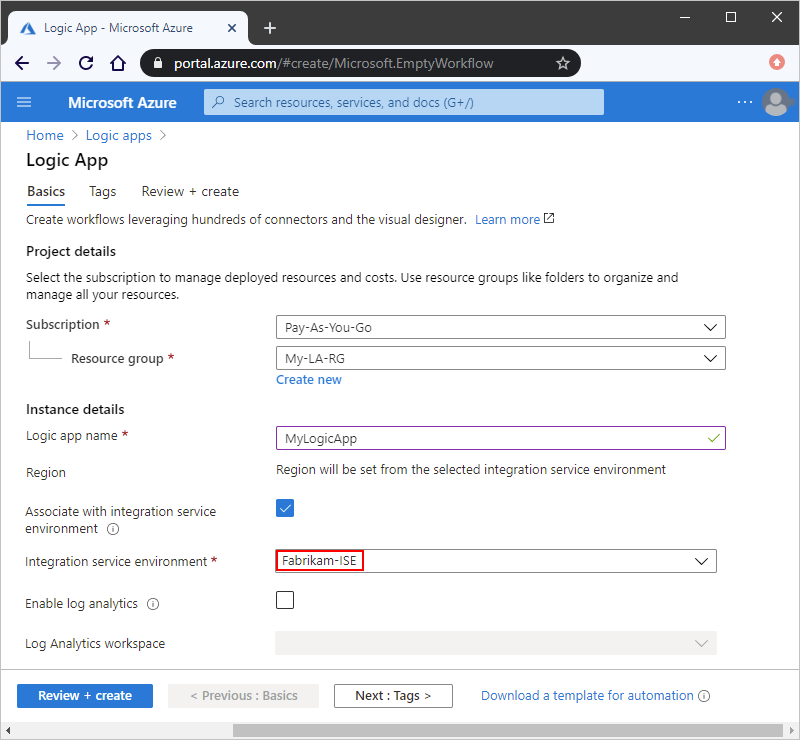 Logic App - Microsoft Azure
portal.azure.com/#create/Microsoft.EmptyWorkflow
Microsoft Azure
Search resources, services, and docs (G+/)
Home > Logic apps >
Logic App
Basics Tags Review + create
Create workflows leveraging hundreds of connectors and the visual designer. Learn more
Project details
Select the subscription to manage deployed resources and costs. Use resource groups like folders to organize and
manage all your resources.
Subscription *
Pay-As-You-Go
Resource group *
My-LA-RG
Create new
Instance details
Logic app name *
MyLogicApp
Region
Region will be set from the selected integration service environment
Associate with integration service
environment
Integration service environment *
Fabrikam-ISE
Enable log analytics
Log Analytics workspace
Review + create
< Previous : Basics
Next : Tags >
Download a template for automation